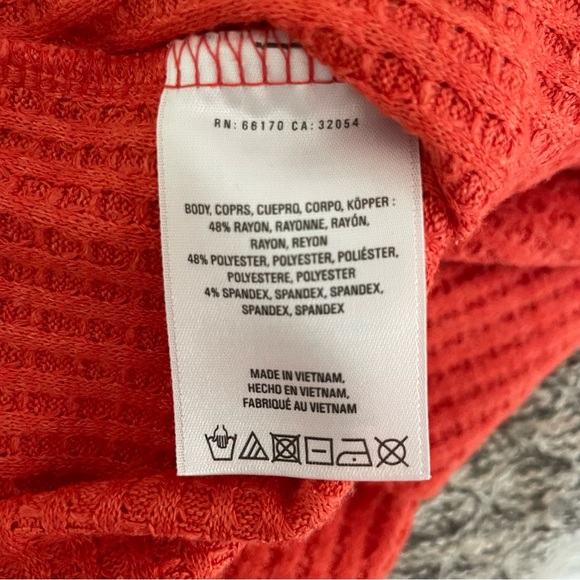 RN: 66170 CA: 32054
BODY, COPRS, CUEPRO, CORPO, KÖPPER :
48% RAYON, RAYONNE, RAYÓN,
RAYON, REYON
48% POLYESTER, POLYESTER, POLIÉSTER,
POLYESTERE, POLYESTER
4% SPANDEX, SPANDEX, SPANDEX,
SPANDEX, SPANDEX
MADE IN VIETNAM,
HECHO EN VIETNAM,
FABRIQUÉ AU VIETNAM